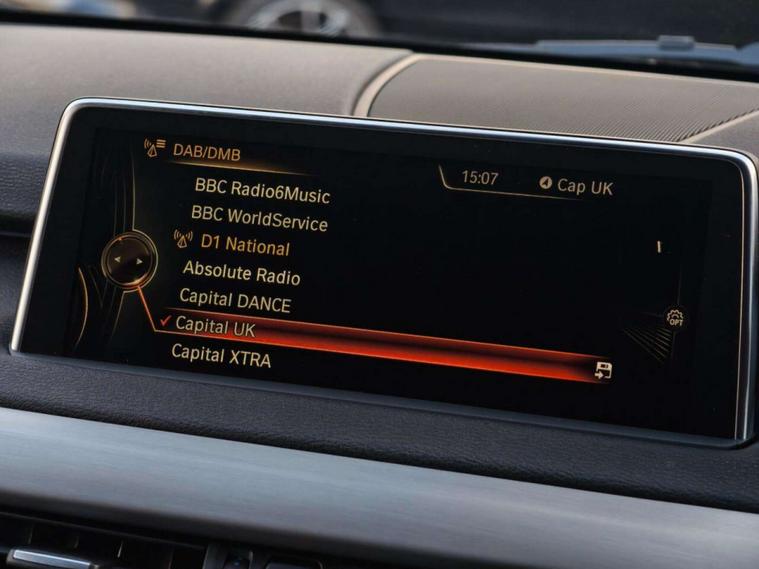 DAB/DMB
15:07
Cap UK
BBC Radio6Music
BBC WorldService
D1 National
Absolute Radio
Capital DANCE
Capital UK
Capital XTRA
OPT